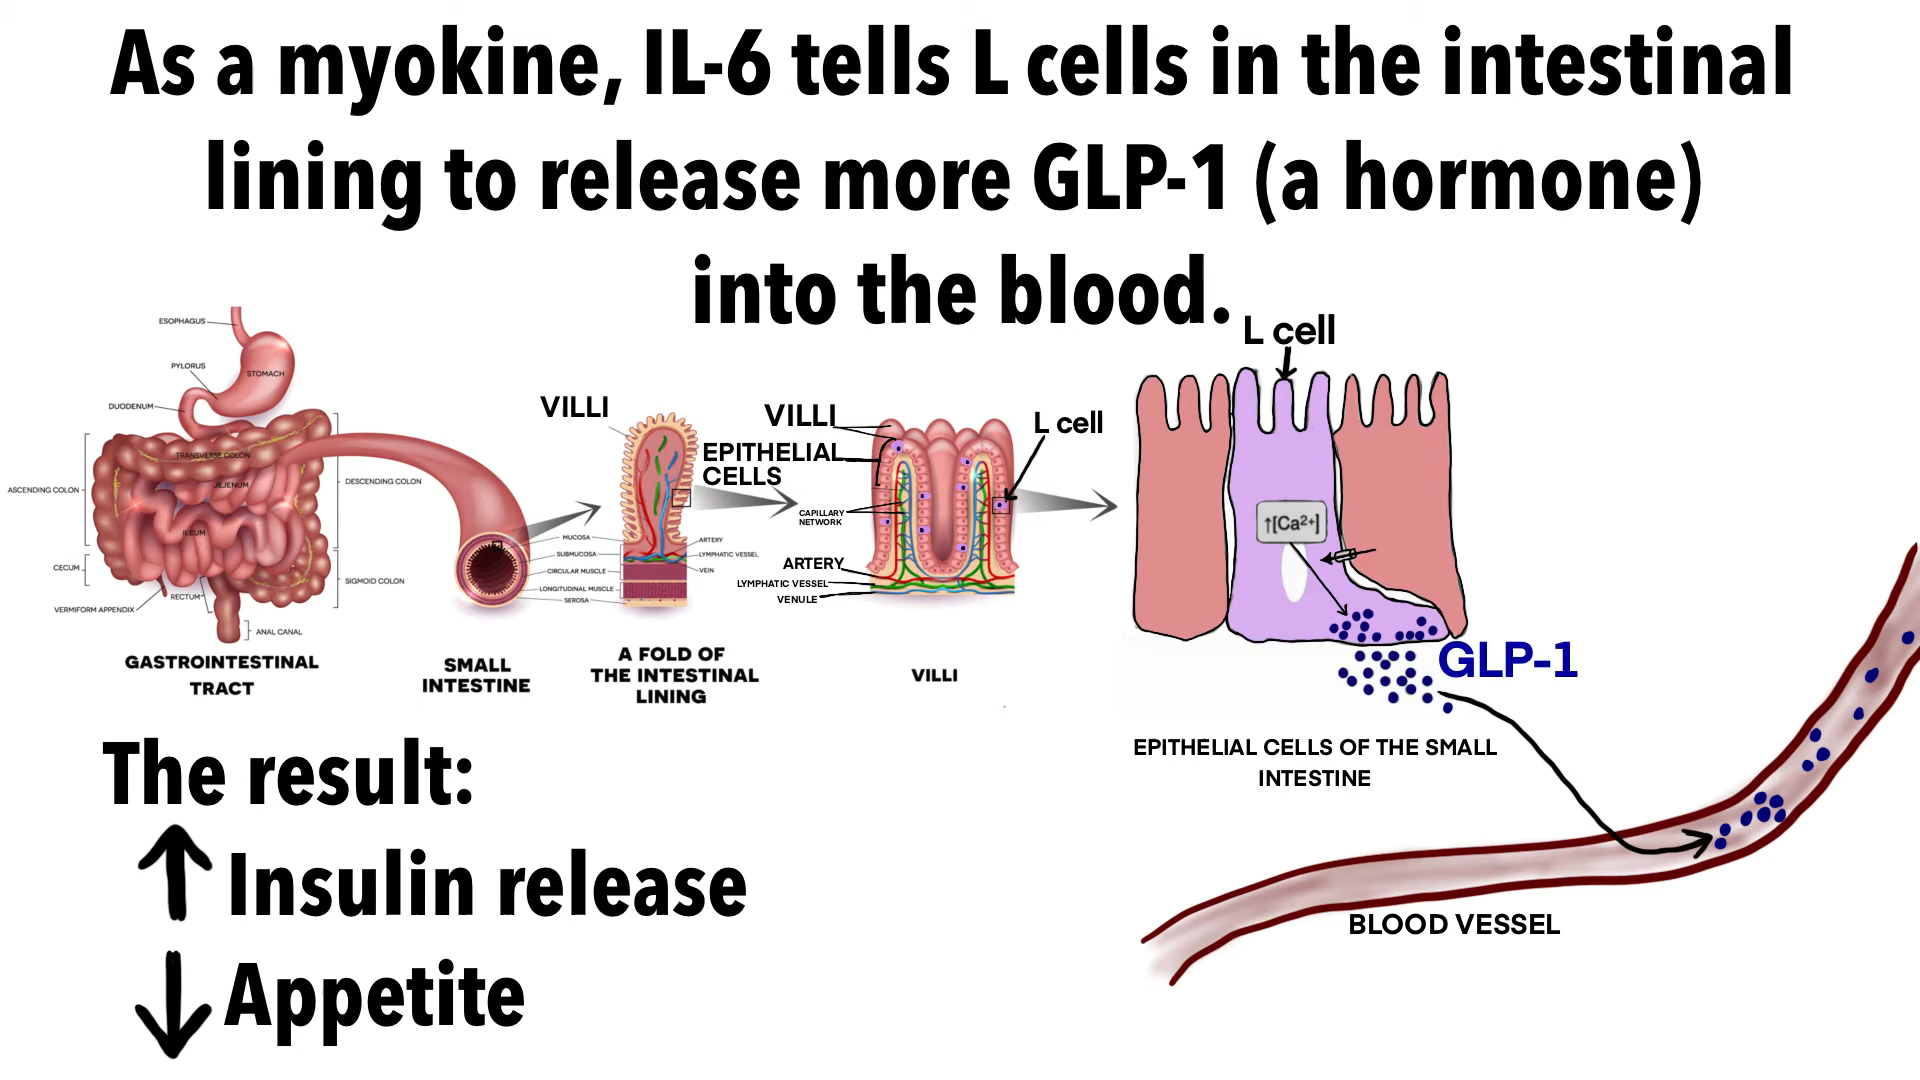 As a myokine, IL-6 tells L cells in the intestinal
lining to release more GLP-1 (a hormone)
into the blood.
ESOPHAGUS
PYLORUS
STOMACH
DUODENUM
TRANSVERSE COLON
JEJENUM
ASCENDING COLON
DESCENDING COLON
ILEUM
CECUM
SIGMOID COLON
RECTUM
VERMIFORM APPENDIX
ANAL CANAL
GASTROINTESTINAL
TRACT
SMALL
INTESTINE
VILLI
MUCOSA
SUBMUCOSA
CIRCULAR MUSCLE
LONGITUDINAL MUSCLE
SEROSA
ARTERY
LYMPHATIC VESSEL
VEIN
A FOLD OF
THE INTESTINAL
LINING
VILLI
EPITHELIAL
CELLS
CAPILLARY
NETWORK
ARTERY
LYMPHATIC VESSEL
VENULE
L cell
VILLI
L cell
↑[Ca²⁺]
GLP-1
EPITHELIAL CELLS OF THE SMALL
INTESTINE
BLOOD VESSEL
The result:
↑ Insulin release
↓ Appetite